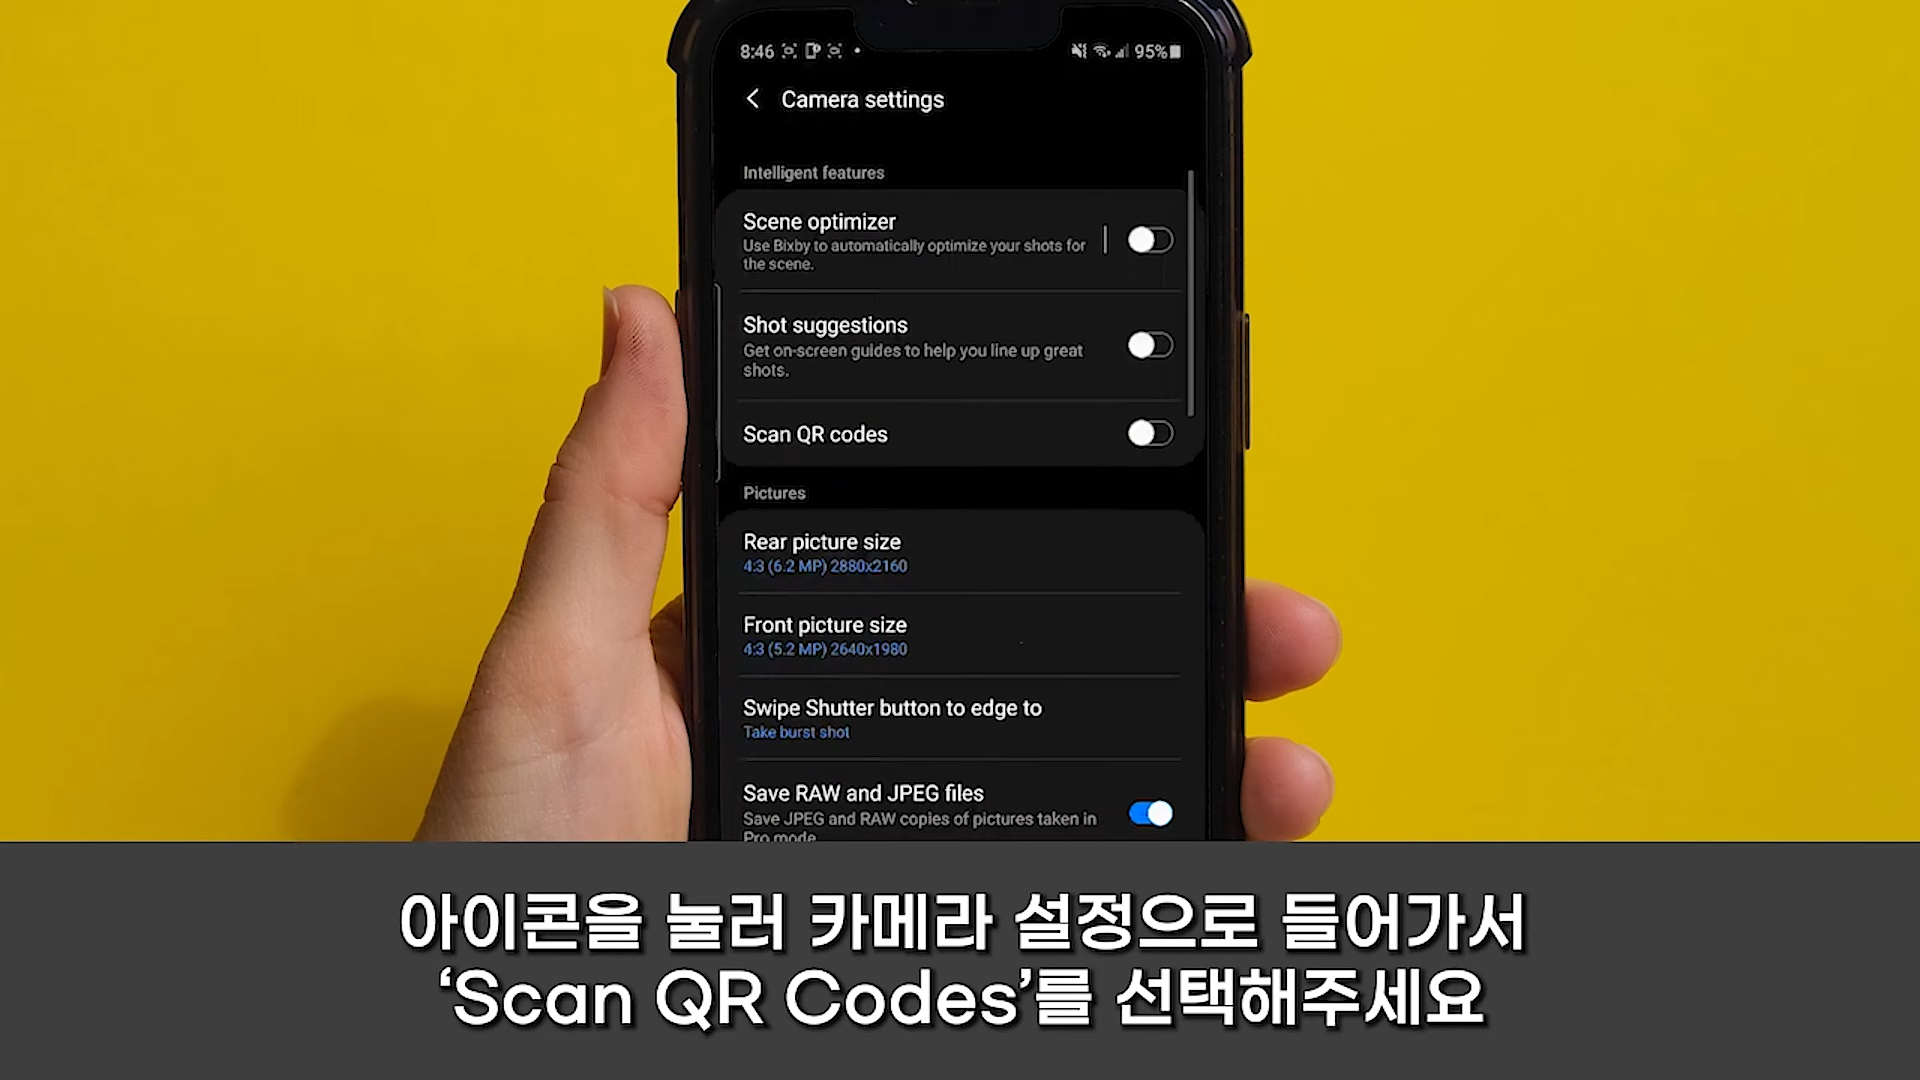 8:46
95%
Camera settings
Intelligent features
Scene optimizer
Use Bixby to automatically optimize your shots for
the scene.
Shot suggestions
Get on-screen guides to help you line up great
shots.
Scan QR codes
Pictures
Rear picture size
4:3 (6.2 MP) 2880x2160
Front picture size
4:3 (5.2 MP) 2640x1980
Swipe Shutter button to edge to
Take burst shot
Save RAW and JPEG files
Save JPEG and RAW copies of pictures taken in
Pro mode
아이콘을 눌러 카메라 설정으로 들어가서
‘Scan QR Codes’를 선택해주세요